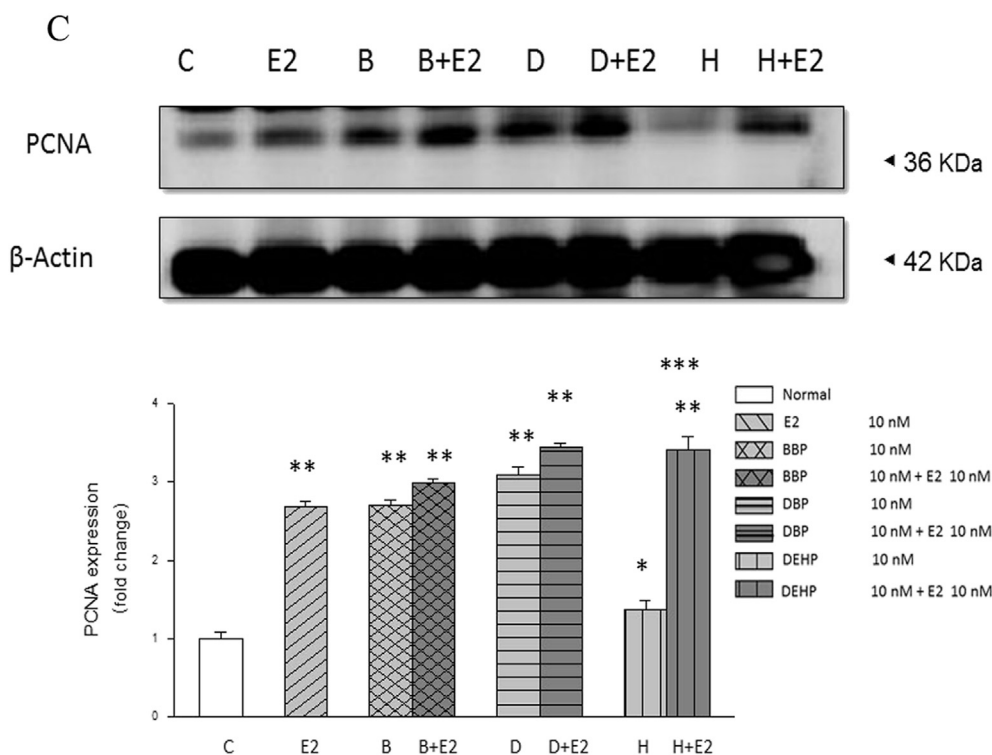 C
C E2 B B+E2 D D+E2 H H+E2
PCNA
◄ 36 KDa
β-Actin
◄ 42 KDa
PCNA expression
(fold change)
4
3
2
1
0
** ** ** ** ** * *** **
C E2 B B+E2 D D+E2 H H+E2
Normal
E2 10 nM
BBP 10 nM
BBP 10 nM + E2 10 nM
DBP 10 nM
DBP 10 nM + E2 10 nM
DEHP 10 nM
DEHP 10 nM + E2 10 nM